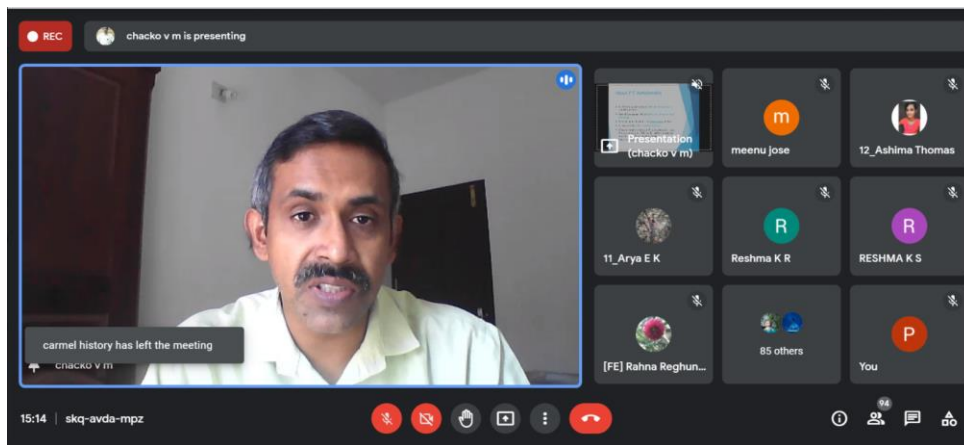 REC
chacko v m is presenting
Presentation
(chacko v m)
m
meenu jose
12_Ashima Thomas
11_Arya E K
R
Reshma K R
R
RESHMA K S
carmel history has left the meeting
chacko v m
[FE] Rahna Reghun...
85 others
P
You
15:14 | skq-avda-mpz
94